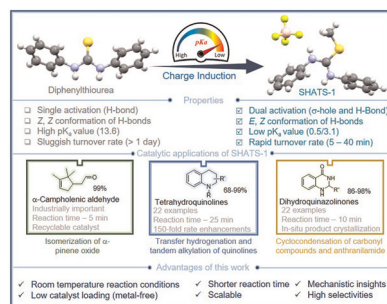 pKa
High
Low
Diphenylthiourea
Charge Induction
SHATS-1
Properties
Single activation (H-bond)
Z, Z conformation of H-bonds
High pKa value (13.6)
Sluggish turnover rate (> 1 day)
Dual activation (σ-hole and H-Bond)
E, Z conformation of H-bonds
Low pKa value (0.5/3.1)
Rapid turnover rate (5 – 40 min)
Catalytic applications of SHATS-1
99%
α-Campholenic aldehyde
Industrially important
Reaction time – 5 min
Recyclable catalyst
Isomerization of α-
pinene oxide
68-99%
Tetrahydroquinolines
22 examples
Reaction time – 25 min
150-fold rate enhancements
Transfer hydrogenation and
tandem alkylation of quinolines
86-98%
Dihydroquinazolinones
22 examples
Reaction time – 10 min
In-situ product crystallization
Cyclocondensation of carbonyl
compounds and anthranilamide
Advantages of this work
Room temperature reaction conditions
Low catalyst loading (metal-free)
Shorter reaction time
Scalable
Mechanistic insights
High selectivities